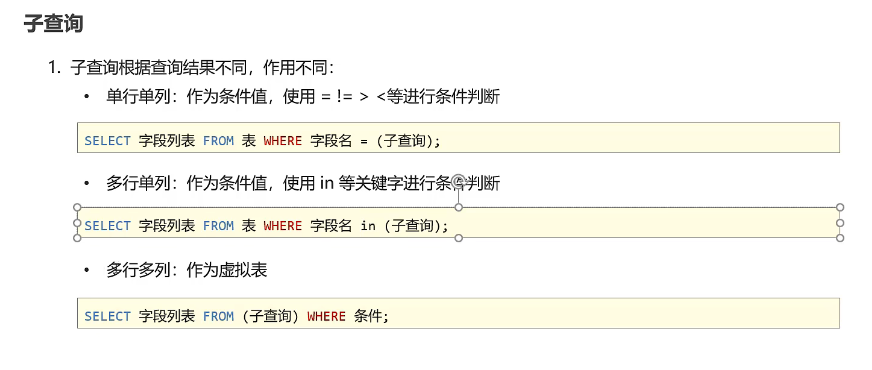 子查询
1. 子查询根据查询结果不同，作用不同：
• 单行单列：作为条件值，使用 = != > <等进行条件判断
SELECT 字段列表 FROM 表 WHERE 字段名 = (子查询);
• 多行单列：作为条件值，使用 in 等关键字进行条件判断
SELECT 字段列表 FROM 表 WHERE 字段名 in (子查询);
• 多行多列：作为虚拟表
SELECT 字段列表 FROM (子查询) WHERE 条件;